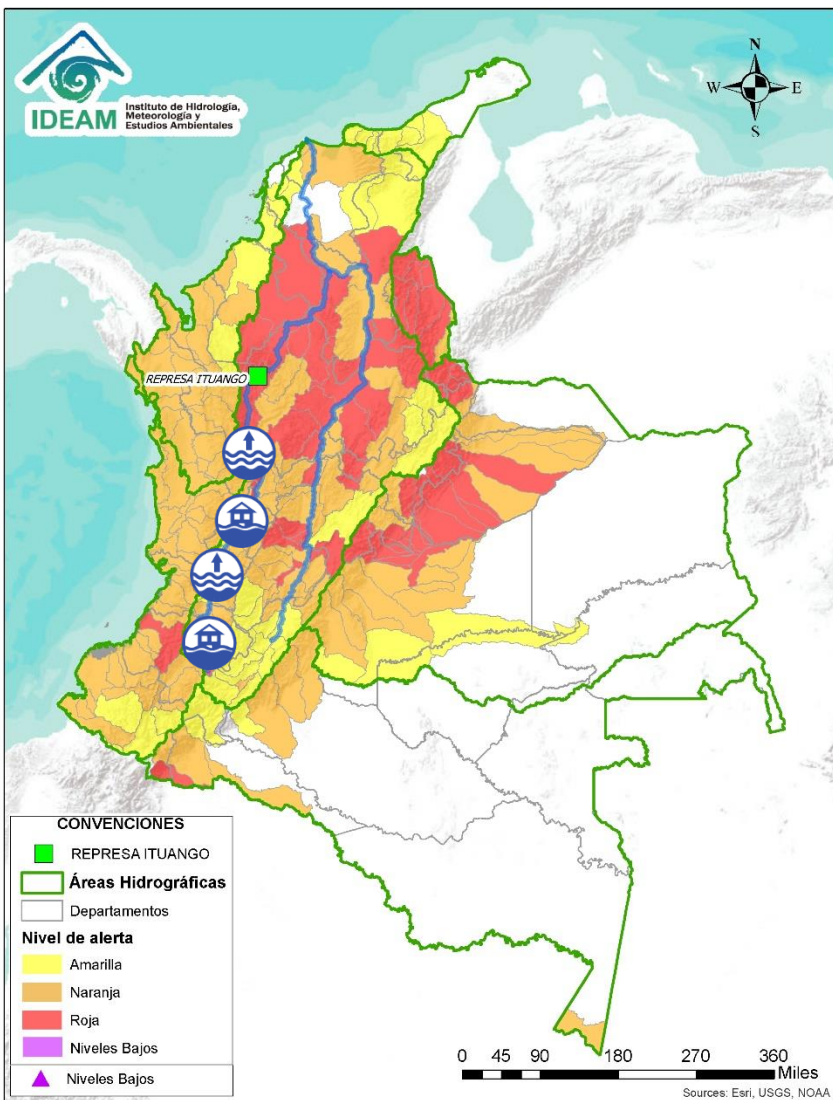 IDEAM
Instituto de Hidrología,
Meteorología y
Estudios Ambientales
N
W E
S
REPRESA ITUANGO
CONVENCIONES
REPRESA ITUANGO
Áreas Hidrográficas
Departamentos
Nivel de alerta
Amarilla
Naranja
Roja
Niveles Bajos
Niveles Bajos
0 45 90 180 270 360
Miles
Sources: Esri, USGS, NOAA